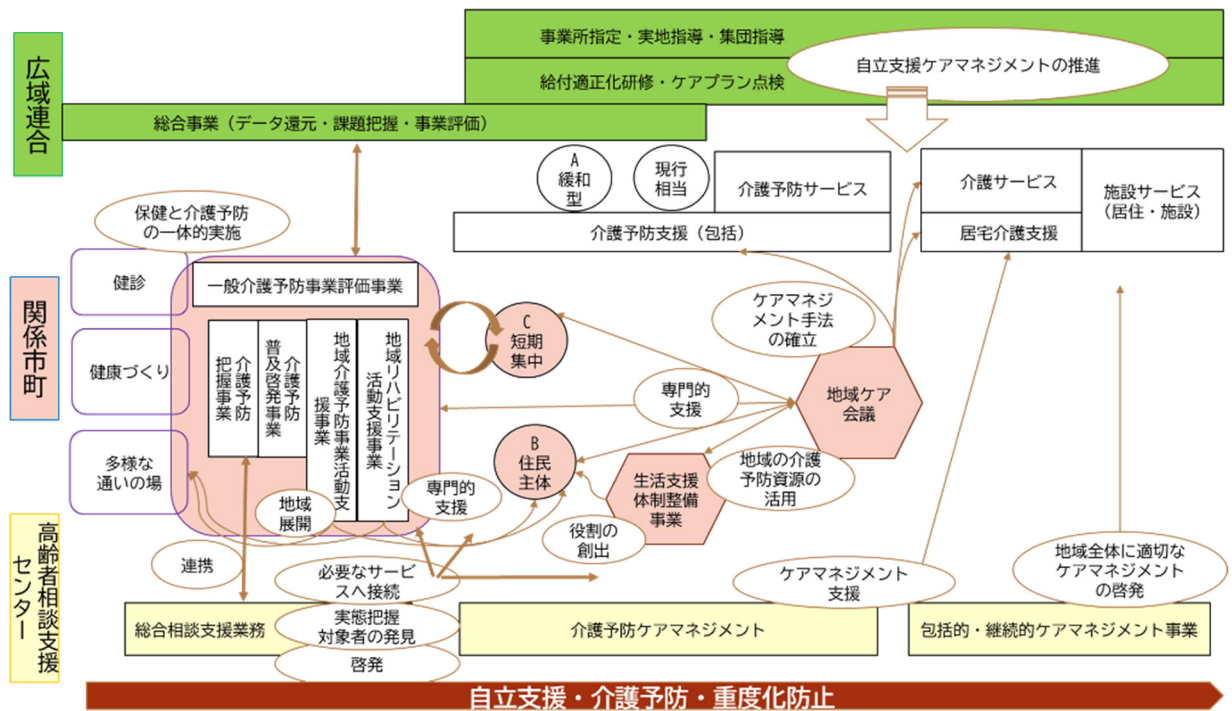 広域連合
事業所指定・実地指導・集団指導
給付適正化研修・ケアプラン点検
自立支援ケアマネジメントの推進
総合事業（データ還元・課題把握・事業評価）
A
緩和
型
現行
相当
介護予防サービス
介護予防支援（包括）
介護サービス
居宅介護支援
施設サービス
（居住・施設）
保健と介護予防
の一体的実施
関係市町
健診
健康づくり
多様な
通いの場
一般介護予防事業評価事業
介護予防
把握事業
介護予防
普及啓発事業
地域介護予防事業活動支
援事業
地域リハビリテーション
活動支援事業
C
短期
集中
ケアマネジ
メント手法
の確立
地域ケア
会議
専門的
支援
B
住民
主体
生活支援
体制整備
事業
地域の介護
予防資源の
活用
専門的
支援
地域
展開
役割の
創出
連携
必要なサービ
スへ接続
ケアマネジメント
支援
地域全体に適切な
ケアマネジメント
の啓発
高齢者相談支援
センター
総合相談支援業務
実態把握
対象者の発見
啓発
介護予防ケアマネジメント
包括的・継続的ケアマネジメント事業
自立支援・介護予防・重度化防止